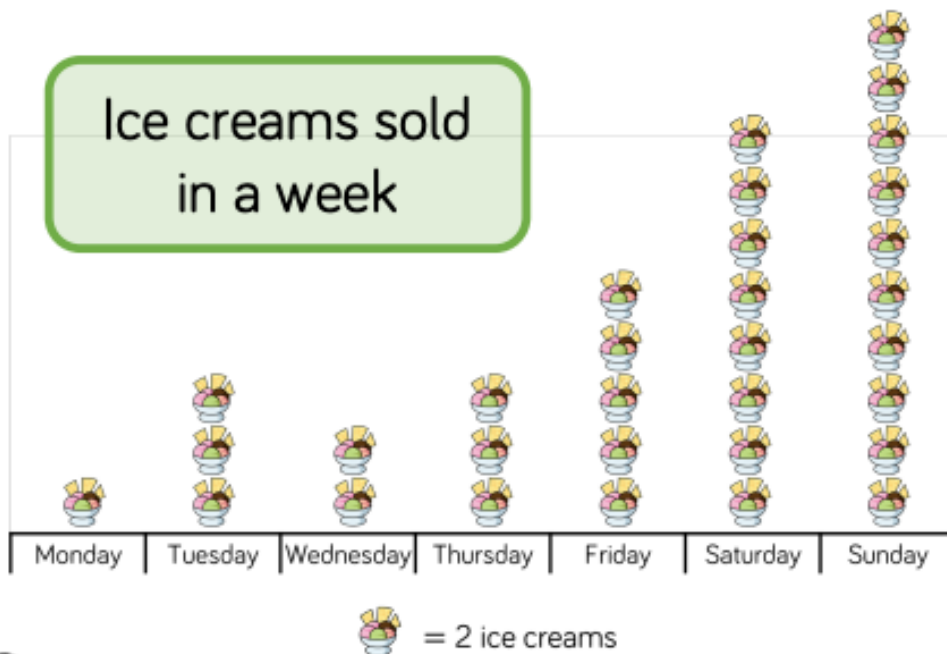 Ice creams sold
in a week
Monday Tuesday Wednesday Thursday Friday Saturday Sunday
= 2 ice creams